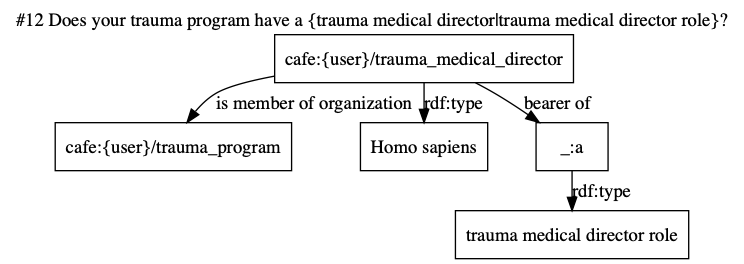 #12 Does your trauma program have a {trauma medical director|trauma medical director role}?
cafe:{user}/trauma_medical_director
is member of organization
rdf:type
bearer of
cafe:{user}/trauma_program
Homo sapiens
_:a
rdf:type
trauma medical director role